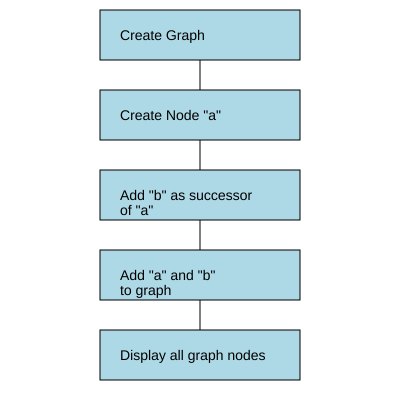 Create Graph
Create Node "a"
Add "b" as successor
of "a"
Add "a" and "b"
to graph
Display all graph nodes